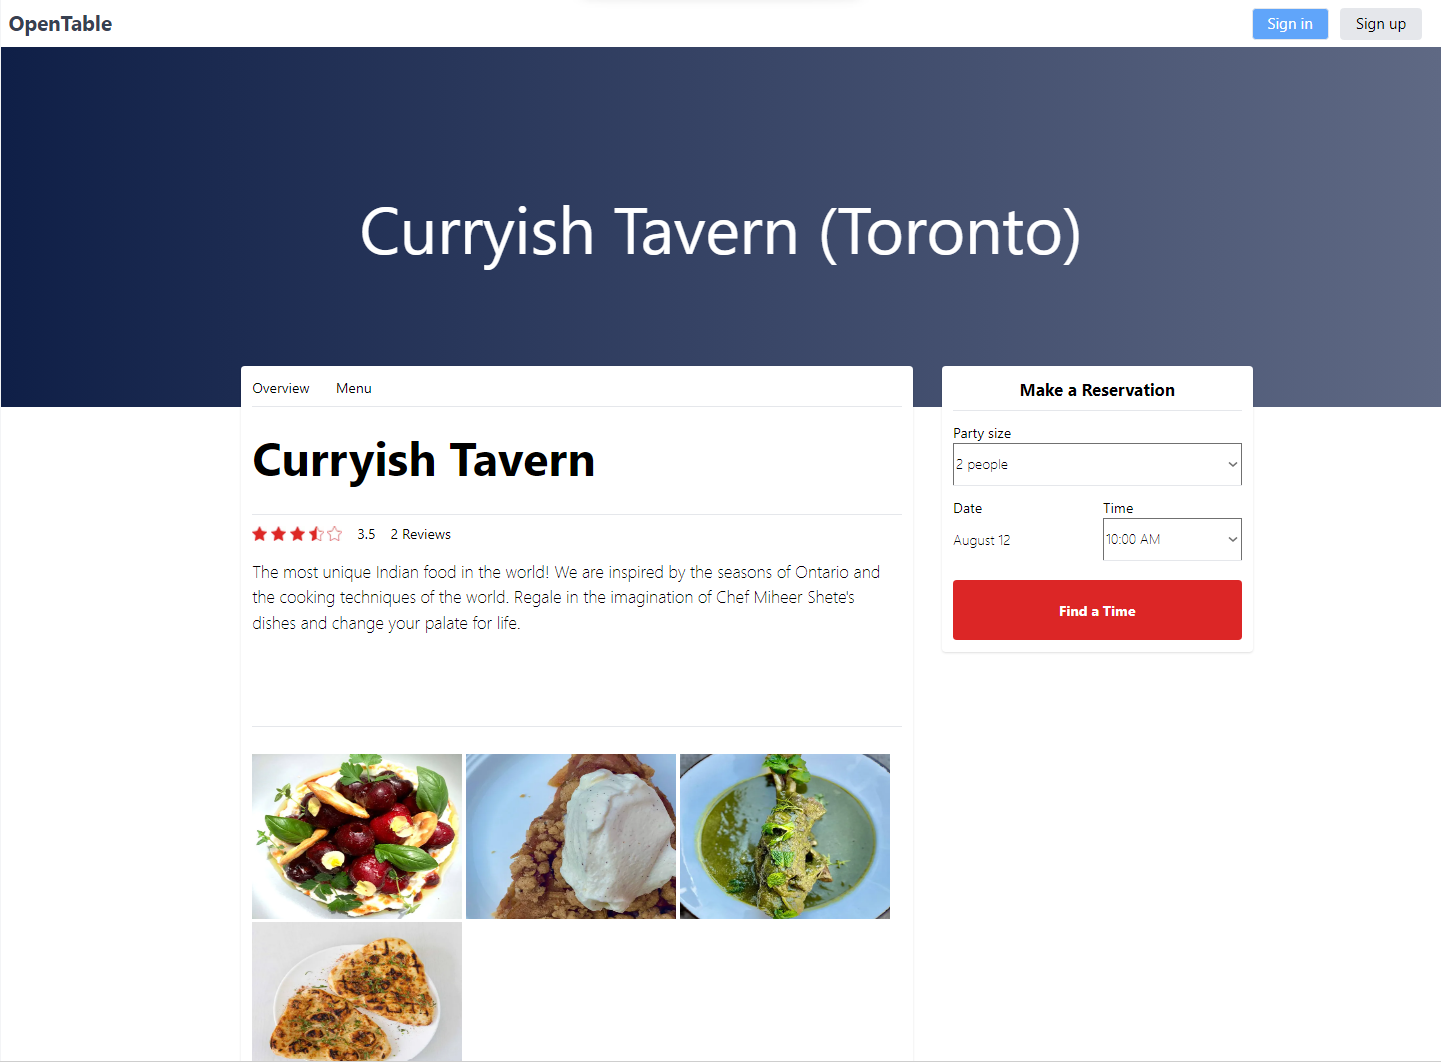 OpenTable
Sign in
Sign up
Curryish Tavern (Toronto)
Overview
Menu
Curryish Tavern
3.5
2 Reviews
The most unique Indian food in the world! We are inspired by the seasons of Ontario and
the cooking techniques of the world. Regale in the imagination of Chef Miheer Shete's
dishes and change your palate for life.
Make a Reservation
Party size
2 people
Date
Time
August 12
10:00 AM
Find a Time